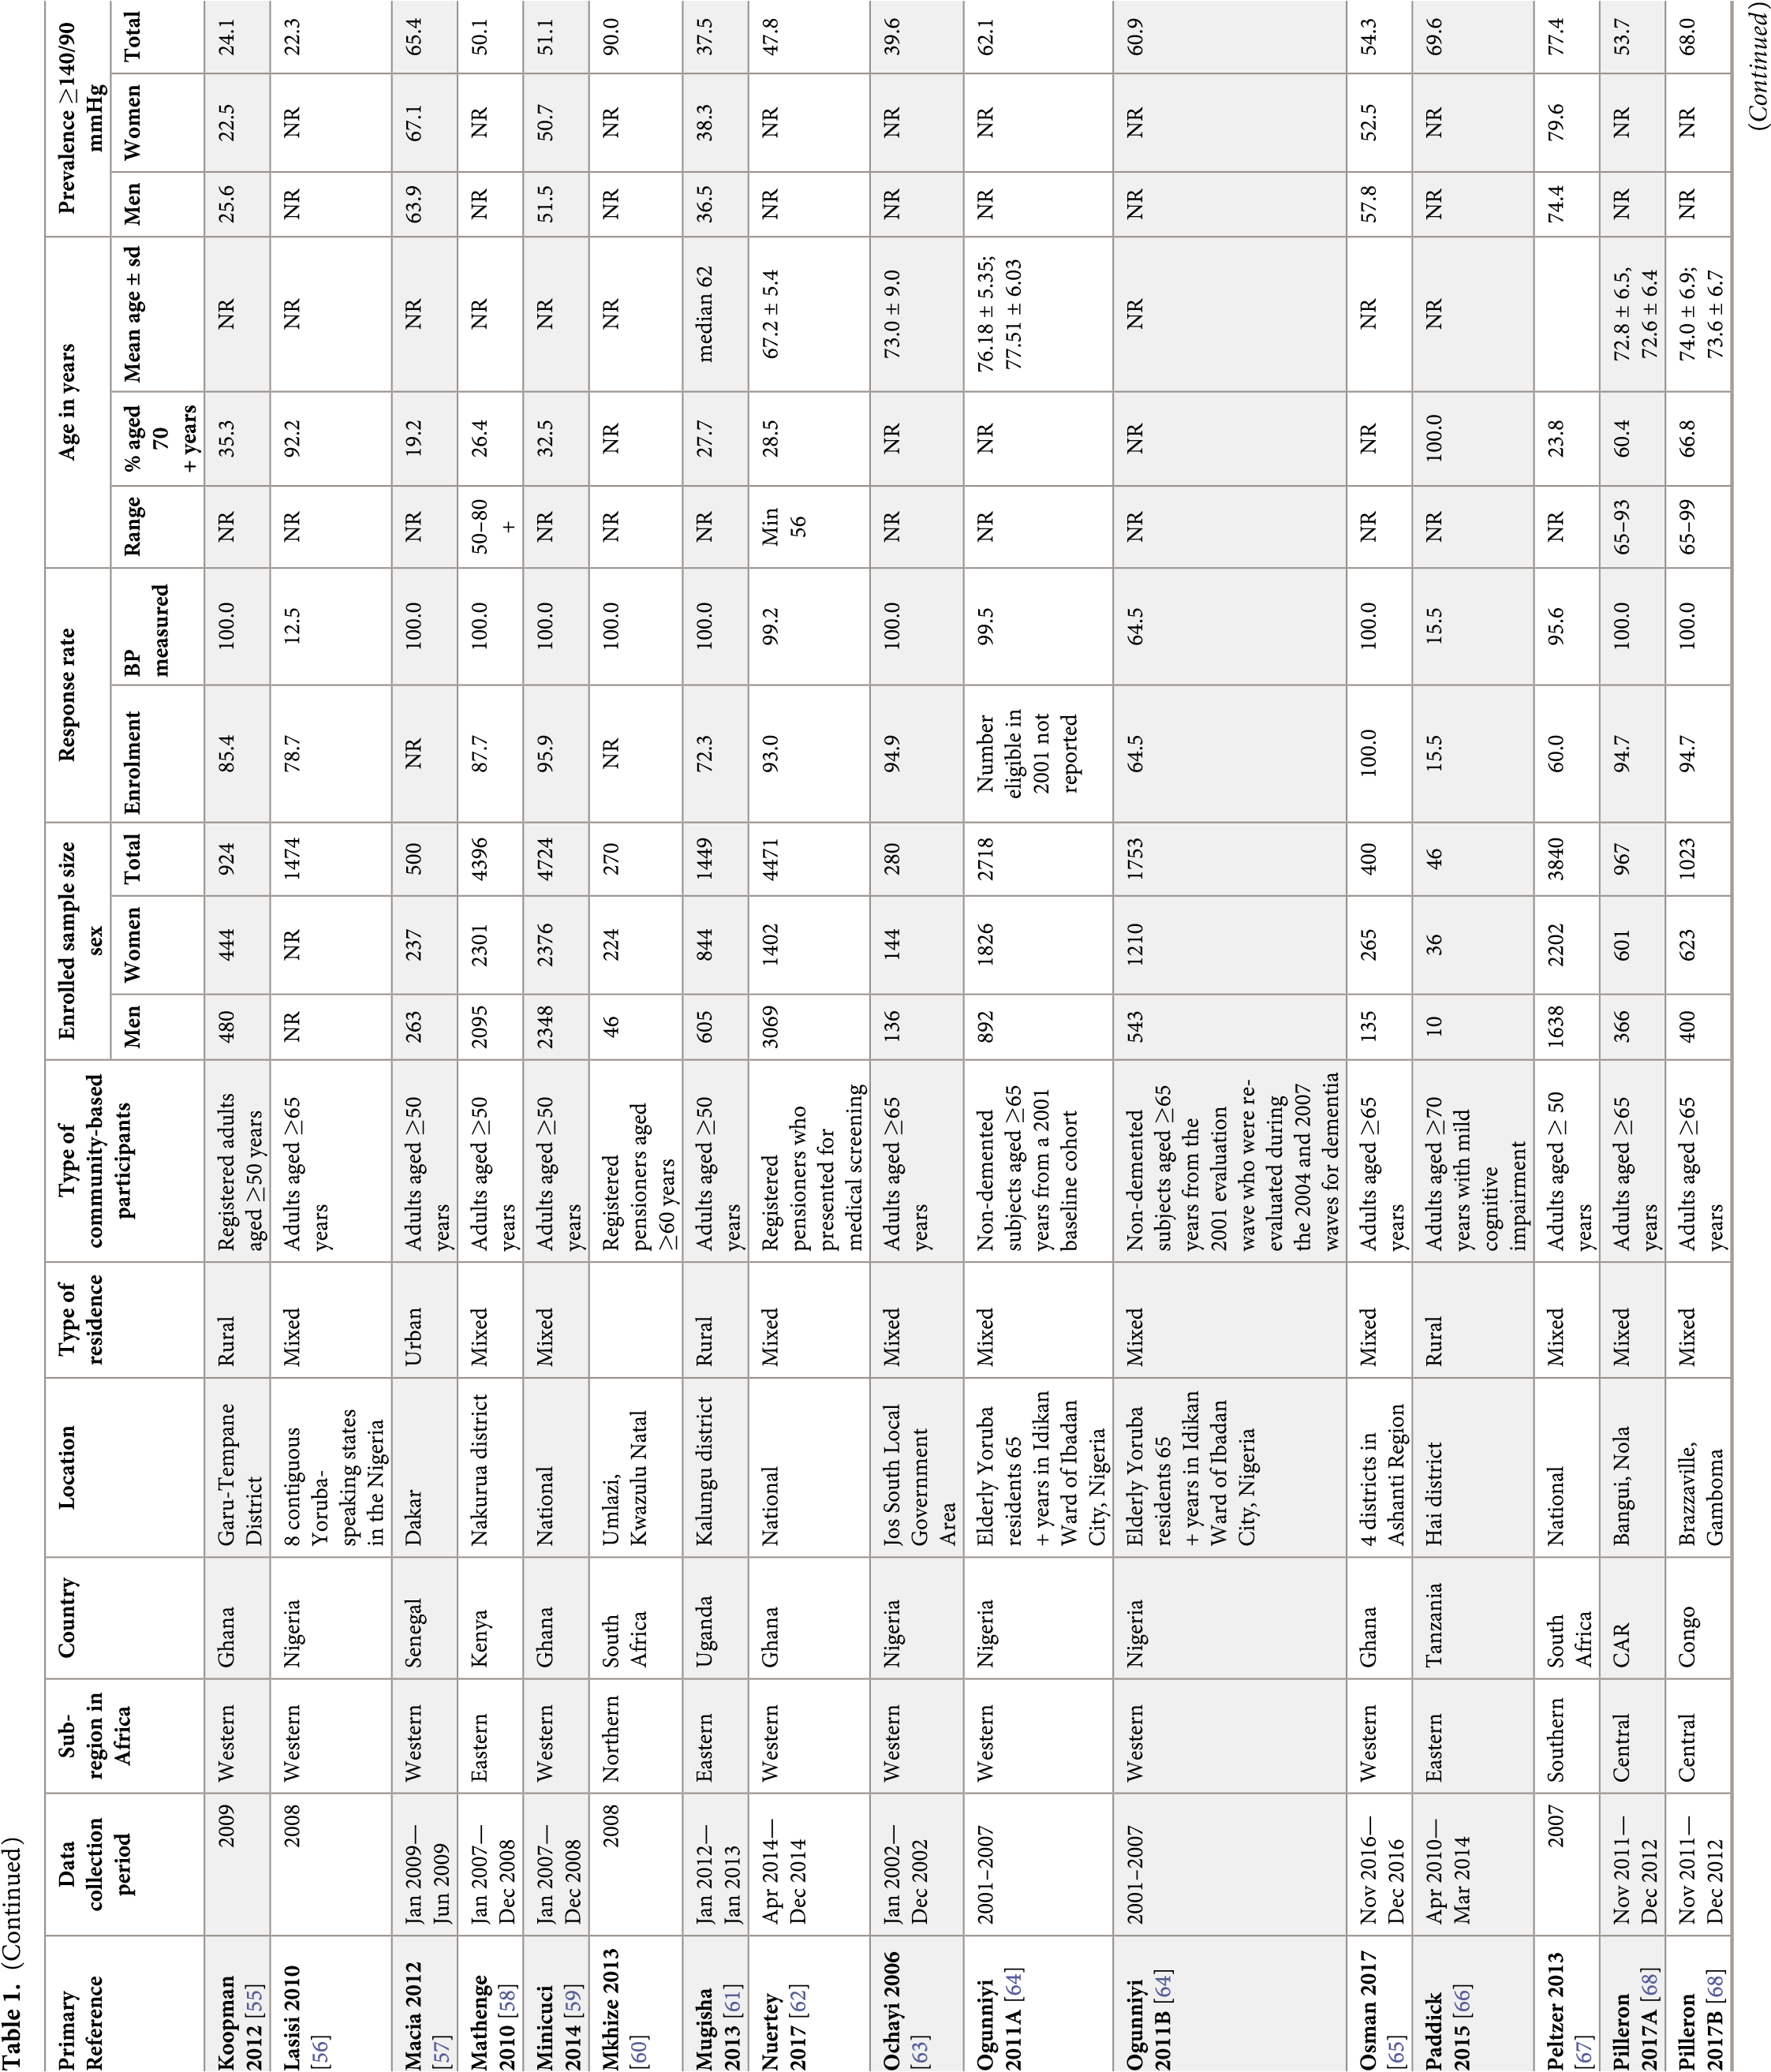 Table 1. (Continued)
Primary Reference | Data collection period | Sub-region in Africa | Country | Location | Type of residence | Type of community-based participants | Enrolled sample size sex | Response rate | Age in years | Prevalence ≥140/90 mmHg
Men | Women | Total | Enrolment | BP measured | Range | % aged 70 + years | Mean age ± sd | Men | Women | Total
Koopman 2012 [55] | 2009 | Western | Ghana | Garu-Tempane District | Rural | Registered adults aged ≥50 years | 480 | 444 | 924 | 85.4 | 100.0 | NR | 35.3 | NR | 25.6 | 22.5 | 24.1
Lasisi 2010 [56] | 2008 | Western | Nigeria | 8 contiguous Yoruba-speaking states in the Nigeria | Mixed | Adults aged ≥65 years | NR | NR | 1474 | 78.7 | 12.5 | NR | 92.2 | NR | NR | NR | 22.3
Macia 2012 [57] | Jan 2009—Jun 2009 | Western | Senegal | Dakar | Urban | Adults aged ≥50 years | 263 | 237 | 500 | NR | 100.0 | NR | 19.2 | NR | 63.9 | 67.1 | 65.4
Mathenge 2010 [58] | Jan 2007—Dec 2008 | Eastern | Kenya | Nakurua district | Mixed | Adults aged ≥50 years | 2095 | 2301 | 4396 | 87.7 | 100.0 | 50–80 + | 26.4 | NR | NR | NR | 50.1
Minicuci 2014 [59] | Jan 2007—Dec 2008 | Western | Ghana | National | Mixed | Adults aged ≥50 years | 2348 | 2376 | 4724 | 95.9 | 100.0 | NR | 32.5 | NR | 51.5 | 50.7 | 51.1
Mkhize 2013 [60] | 2008 | Northern | South Africa | Umlazi, Kwazulu Natal | Registered pensioners aged ≥60 years | 46 | 224 | 270 | NR | 100.0 | NR | NR | NR | NR | NR | 90.0
Mugisha 2013 [61] | Jan 2012—Jan 2013 | Eastern | Uganda | Kalungu district | Rural | Adults aged ≥50 years | 605 | 844 | 1449 | 72.3 | 100.0 | NR | 27.7 | median 62 | 36.5 | 38.3 | 37.5
Nuertey 2017 [62] | Apr 2014—Dec 2014 | Western | Ghana | National | Mixed | Registered pensioners who presented for medical screening | 3069 | 1402 | 4471 | 93.0 | 99.2 | Min 56 | 28.5 | 67.2 ± 5.4 | NR | NR | 47.8
Ochayi 2006 [63] | Jan 2002—Dec 2002 | Western | Nigeria | Jos South Local Government Area | Mixed | Adults aged ≥65 years | 136 | 144 | 280 | 94.9 | 100.0 | NR | NR | 73.0 ± 9.0 | NR | NR | 39.6
Ogunniyi 2011A [64] | 2001–2007 | Western | Nigeria | Elderly Yoruba residents 65 + years in Idikan Ward of Ibadan City, Nigeria | Mixed | Non-demented subjects aged ≥65 years from a 2001 baseline cohort | 892 | 1826 | 2718 | Number eligible in 2001 not reported | 99.5 | NR | NR | 76.18 ± 5.35; 77.51 ± 6.03 | NR | NR | 62.1
Ogunniyi 2011B [64] | 2001–2007 | Western | Nigeria | Elderly Yoruba residents 65 + years in Idikan Ward of Ibadan City, Nigeria | Mixed | Non-demented subjects aged ≥65 years from the 2001 evaluation wave who were re-evaluated during the 2004 and 2007 waves for dementia | 543 | 1210 | 1753 | 64.5 | 64.5 | NR | NR | NR | NR | NR | 60.9
Osman 2017 [65] | Nov 2016—Dec 2016 | Western | Ghana | 4 districts in Ashanti Region | Mixed | Adults aged ≥65 years | 135 | 265 | 400 | 100.0 | 100.0 | NR | NR | NR | 57.8 | 52.5 | 54.3
Paddick 2015 [66] | Apr 2010—Mar 2014 | Eastern | Tanzania | Hai district | Rural | Adults aged ≥70 years with mild cognitive impairment | 10 | 36 | 46 | 15.5 | 15.5 | NR | 100.0 | NR | NR | NR | 69.6
Peltzer 2013 [67] | 2007 | Southern | South Africa | National | Mixed | Adults aged ≥ 50 years | 1638 | 2202 | 3840 | 60.0 | 95.6 | NR | 23.8 | 74.4 | 79.6 | 77.4
Pilleron 2017A [68] | Nov 2011—Dec 2012 | Central | CAR | Bangui, Nola | Mixed | Adults aged ≥65 years | 366 | 601 | 967 | 94.7 | 100.0 | 65–93 | 60.4 | 72.8 ± 6.5, 72.6 ± 6.4 | NR | NR | 53.7
Pilleron 2017B [68] | Nov 2011—Dec 2012 | Central | Congo | Brazzaville, Gamboma | Mixed | Adults aged ≥65 years | 400 | 623 | 1023 | 94.7 | 100.0 | 65–99 | 66.8 | 74.0 ± 6.9; 73.6 ± 6.7 | NR | NR | 68.0
(Continued)